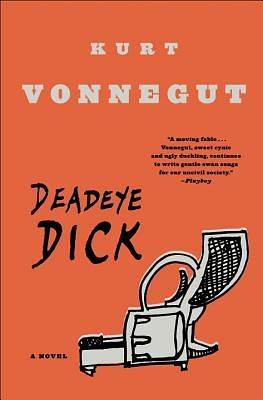 KURT
VONNEGUT
"A moving fable...
Vonnegut, sweet cynic
and ugly duckling, continues
to write gentle swan songs
for our uncivil society."
—Playboy
DEADEYE
DICK
A NOVEL